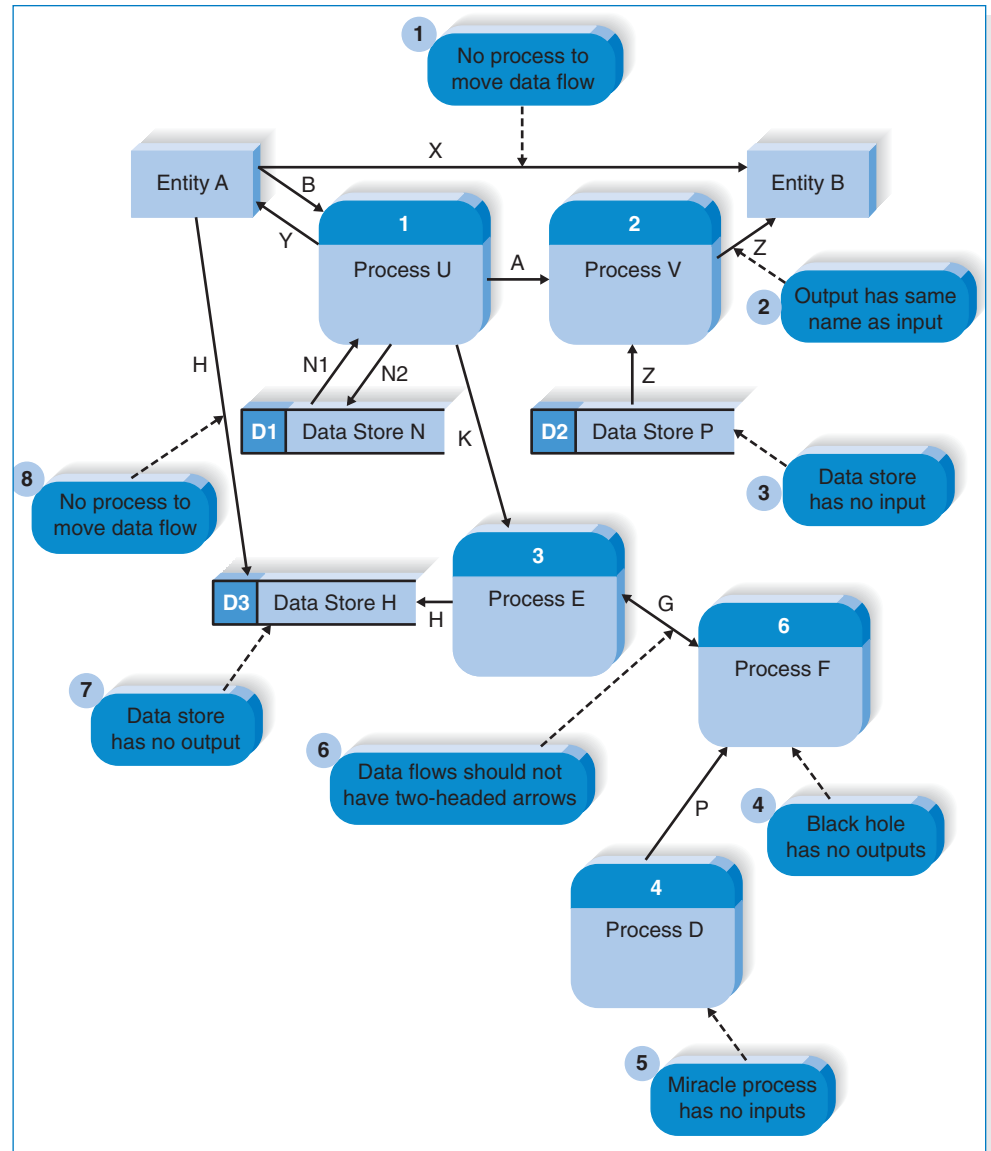 1
No process to
move data flow
X
Entity A
Entity B
B
Y
1
Process U
A
2
Process V
Z
2
Output has same
name as input
H
N1
N2
Z
D1 Data Store N
K
D2 Data Store P
8
No process to
move data flow
3
Data store
has no input
3
Process E
D3 Data Store H
H
G
6
Process F
7
Data store
has no output
6
Data flows should not
have two-headed arrows
P
4
Black hole
has no outputs
4
Process D
5
Miracle process
has no inputs